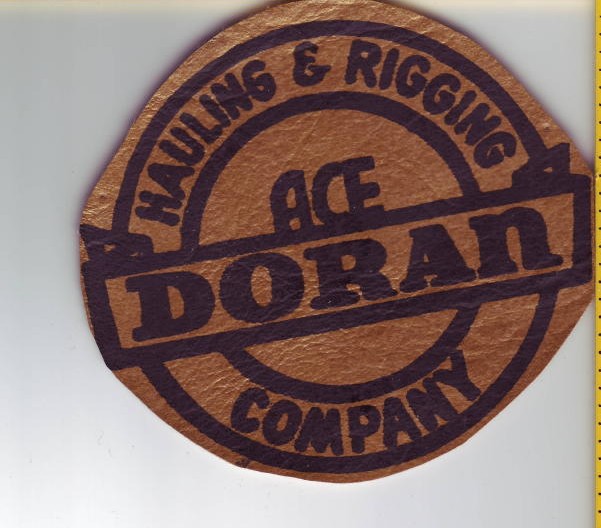 HAULING & RIGGING
ACE
DORAN
COMPANY